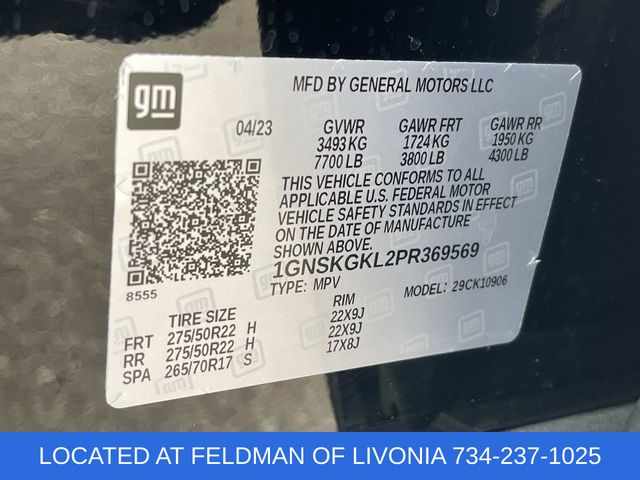 gm
MFD BY GENERAL MOTORS LLC
04/23 GVWR GAWR FRT GAWR RR
3493 KG 1724 KG 1950 KG
7700 LB 3800 LB 4300 LB
THIS VEHICLE CONFORMS TO ALL
APPLICABLE U.S. FEDERAL MOTOR
VEHICLE SAFETY STANDARDS IN EFFECT
ON THE DATE OF MANUFACTURE
SHOWN ABOVE.
1GNSKGKL2PR369569
8555
TYPE: MPV MODEL: 29CK10906
TIRE SIZE RIM
FRT 275/50R22 H 22X9J
RR 275/50R22 H 22X9J
SPA 265/70R17 S 17X8J
LOCATED AT FELDMAN OF LIVONIA 734-237-1025